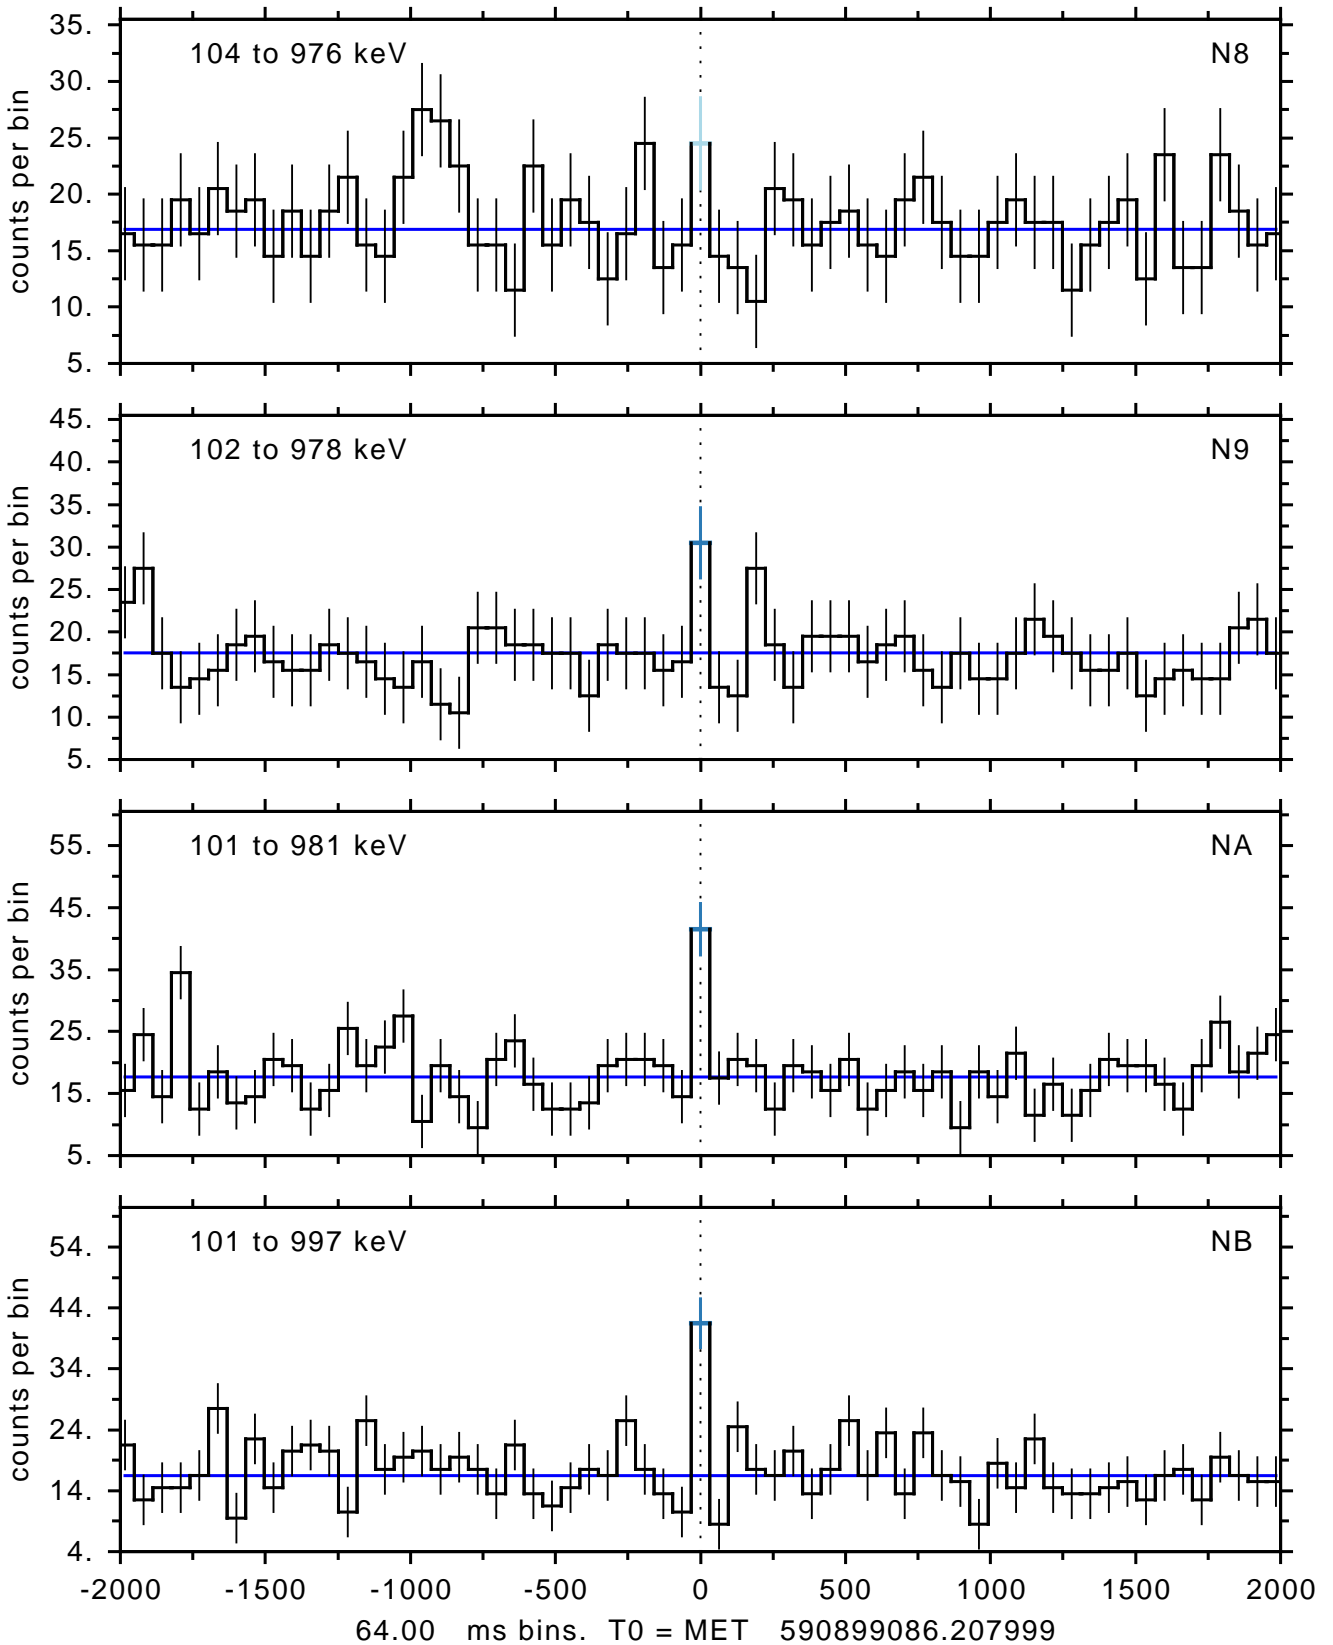 35.
104 to 976 keV N8
30.
25.
20.
15.
10.
5.
counts per bin
45.
102 to 978 keV N9
40.
35.
30.
25.
20.
15.
10.
5.
counts per bin
55.
101 to 981 keV NA
45.
35.
25.
15.
5.
counts per bin
54.
101 to 997 keV NB
44.
34.
24.
14.
4.
counts per bin
-2000 -1500 -1000 -500 0 500 1000 1500 2000
64.00 ms bins. T0 = MET 590899086.207999